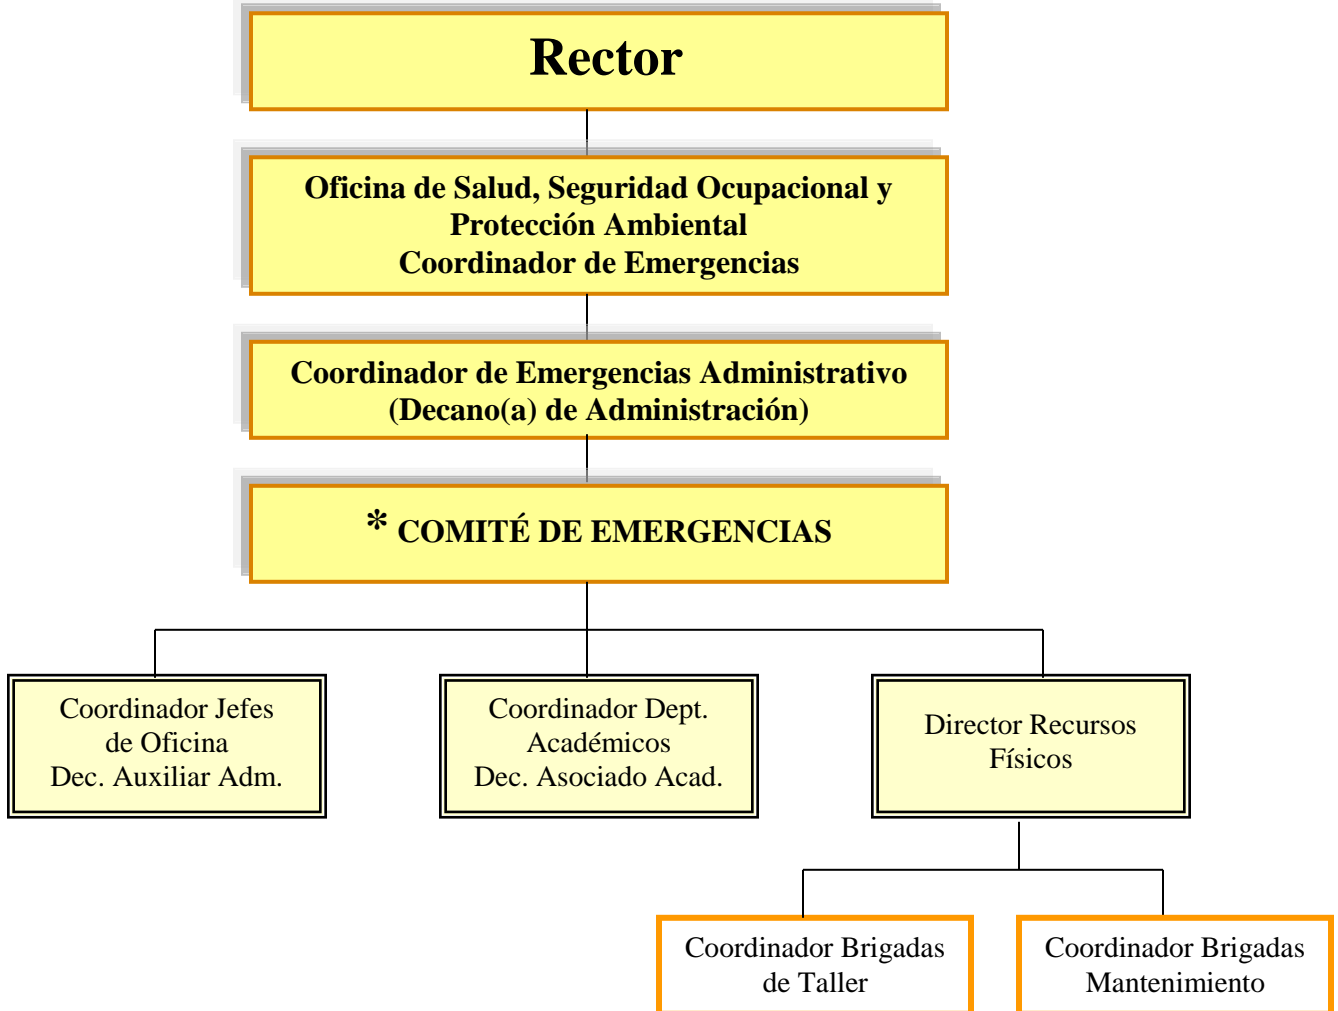 Rector
Oficina de Salud, Seguridad Ocupacional y
Protección Ambiental
Coordinador de Emergencias
Coordinador de Emergencias Administrativo
(Decano(a) de Administración)
* COMITÉ DE EMERGENCIAS
Coordinador Jefes
de Oficina
Dec. Auxiliar Adm.
Coordinador Dept.
Académicos
Dec. Asociado Acad.
Director Recursos
Físicos
Coordinador Brigadas
de Taller
Coordinador Brigadas
Mantenimiento